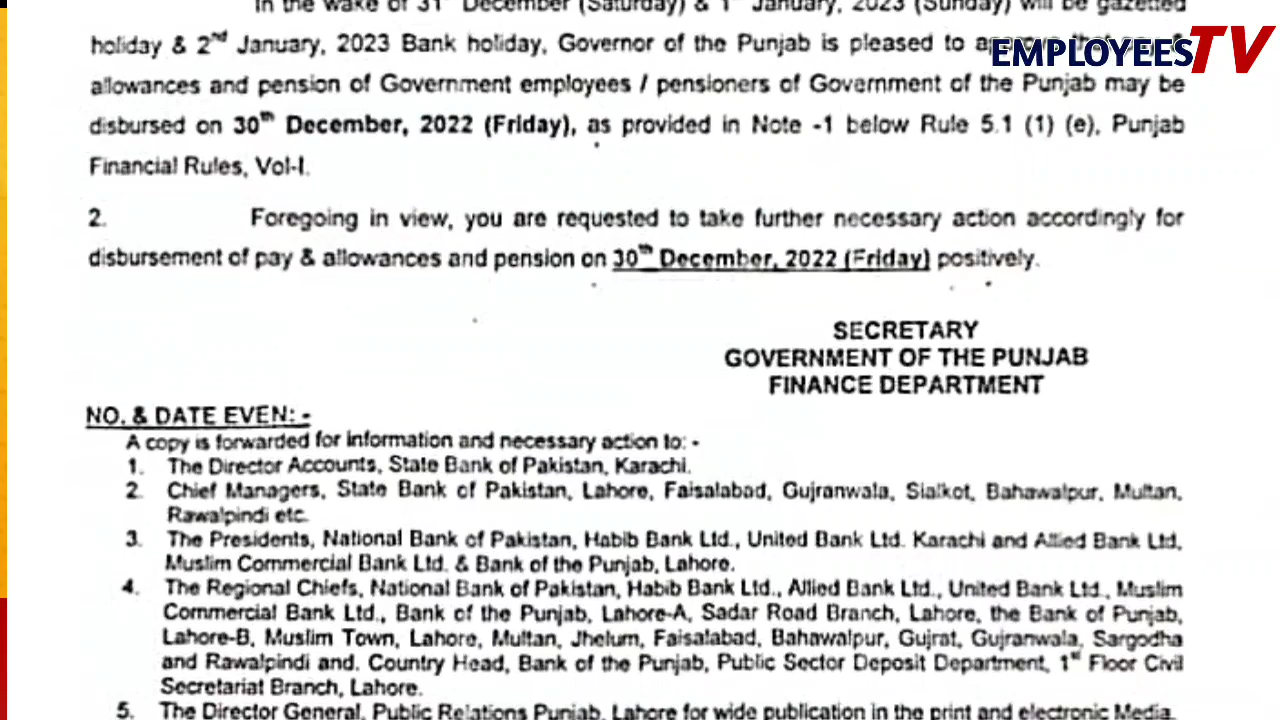 In the wake of 31st December (Saturday) & 1st January, 2023 (Sunday) will be gazetted
holiday & 2nd January, 2023 Bank holiday, Governor of the Punjab is pleased to
EMPLOYEESTV
allowances and pension of Government employees / pensioners of Government of the Punjab may be
disbursed on 30th December, 2022 (Friday), as provided in Note -1 below Rule 5.1 (1) (e), Punjab
Financial Rules, Vol-I.
2. Foregoing in view, you are requested to take further necessary action accordingly for
disbursement of pay & allowances and pension on 30th December, 2022 (Friday) positively.
SECRETARY
GOVERNMENT OF THE PUNJAB
FINANCE DEPARTMENT
NO. & DATE EVEN: -
A copy is forwarded for information and necessary action to: -
1. The Director Accounts, State Bank of Pakistan, Karachi.
2. Chief Managers, State Bank of Pakistan, Lahore, Faisalabad, Gujranwala, Sialkot, Bahawalpur, Multan,
Rawalpindi etc.
3. The Presidents, National Bank of Pakistan, Habib Bank Ltd., United Bank Ltd. Karachi and Allied Bank Ltd,
Muslim Commercial Bank Ltd. & Bank of the Punjab, Lahore.
4. The Regional Chiefs, National Bank of Pakistan, Habib Bank Ltd., Allied Bank Ltd., United Bank Ltd., Muslim
Commercial Bank Ltd., Bank of the Punjab, Lahore-A, Sadar Road Branch, Lahore, the Bank of Punjab,
Lahore-B, Muslim Town, Lahore, Multan, Jhelum, Faisalabad, Bahawalpur, Gujrat, Gujranwala, Sargodha
and Rawalpindi and. Country Head, Bank of the Punjab, Public Sector Deposit Department, 1st Floor Civil
Secretariat Branch, Lahore.
5. The Director General, Public Relations Punjab, Lahore for wide publication in the print and electronic Media.